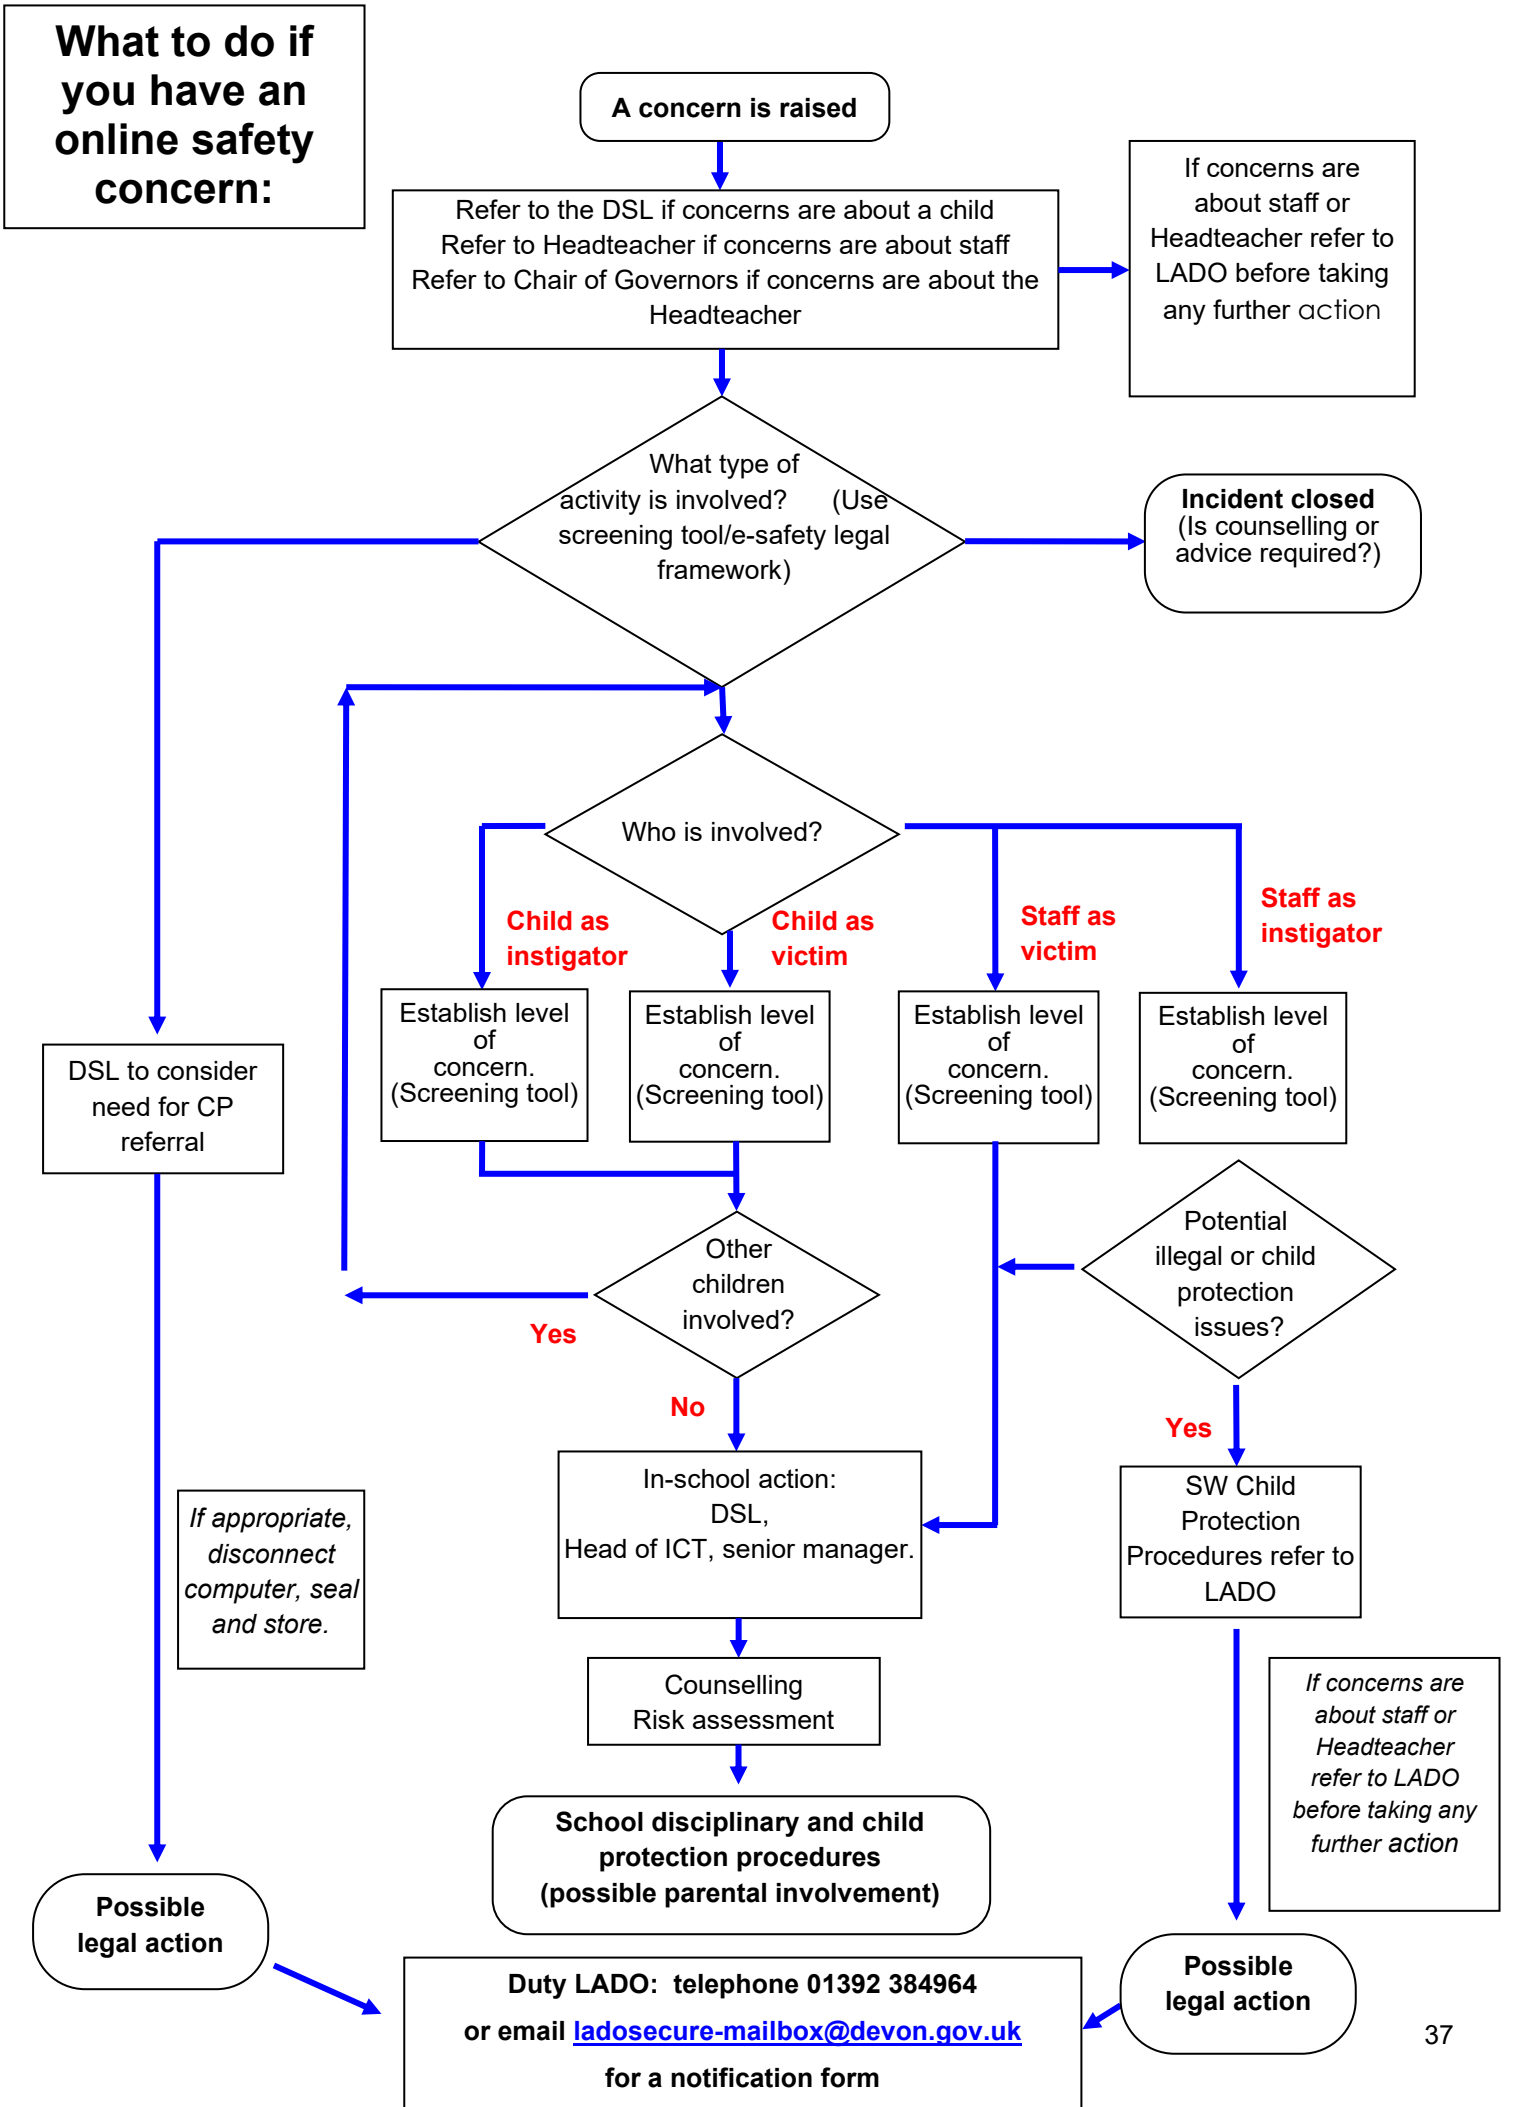 What to do if
you have an
online safety
concern:
A concern is raised
Refer to the DSL if concerns are about a child
Refer to Headteacher if concerns are about staff
Refer to Chair of Governors if concerns are about the
Headteacher
If concerns are
about staff or
Headteacher refer to
LADO before taking
any further action
What type of
activity is involved? (Use
screening tool/e-safety legal
framework)
Incident closed
(Is counselling or
advice required?)
Who is involved?
Child as
instigator
Child as
victim
Staff as
victim
Staff as
instigator
Establish level
of
concern.
(Screening tool)
Establish level
of
concern.
(Screening tool)
Establish level
of
concern.
(Screening tool)
Establish level
of
concern.
(Screening tool)
DSL to consider
need for CP
referral
Other
children
involved?
Yes
No
Potential
illegal or child
protection
issues?
Yes
In-school action:
DSL,
Head of ICT, senior manager.
SW Child
Protection
Procedures refer to
LADO
If appropriate,
disconnect
computer, seal
and store.
Counselling
Risk assessment
If concerns are
about staff or
Headteacher
refer to LADO
before taking any
further action
School disciplinary and child
protection procedures
(possible parental involvement)
Possible
legal action
Possible
legal action
Duty LADO: telephone 01392 384964
or email ladosecure-mailbox@devon.gov.uk
for a notification form
37